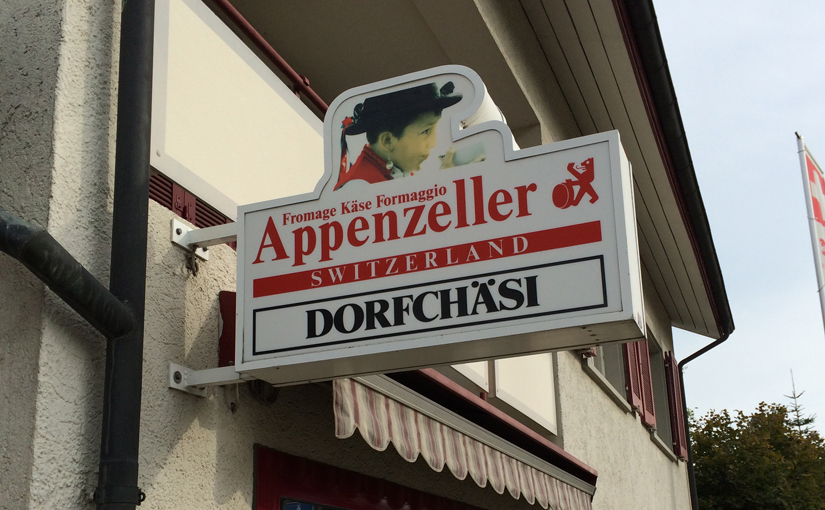 Fromage Käse Formaggio
Appenzeller
SWITZERLAND
DORFCHÄSI